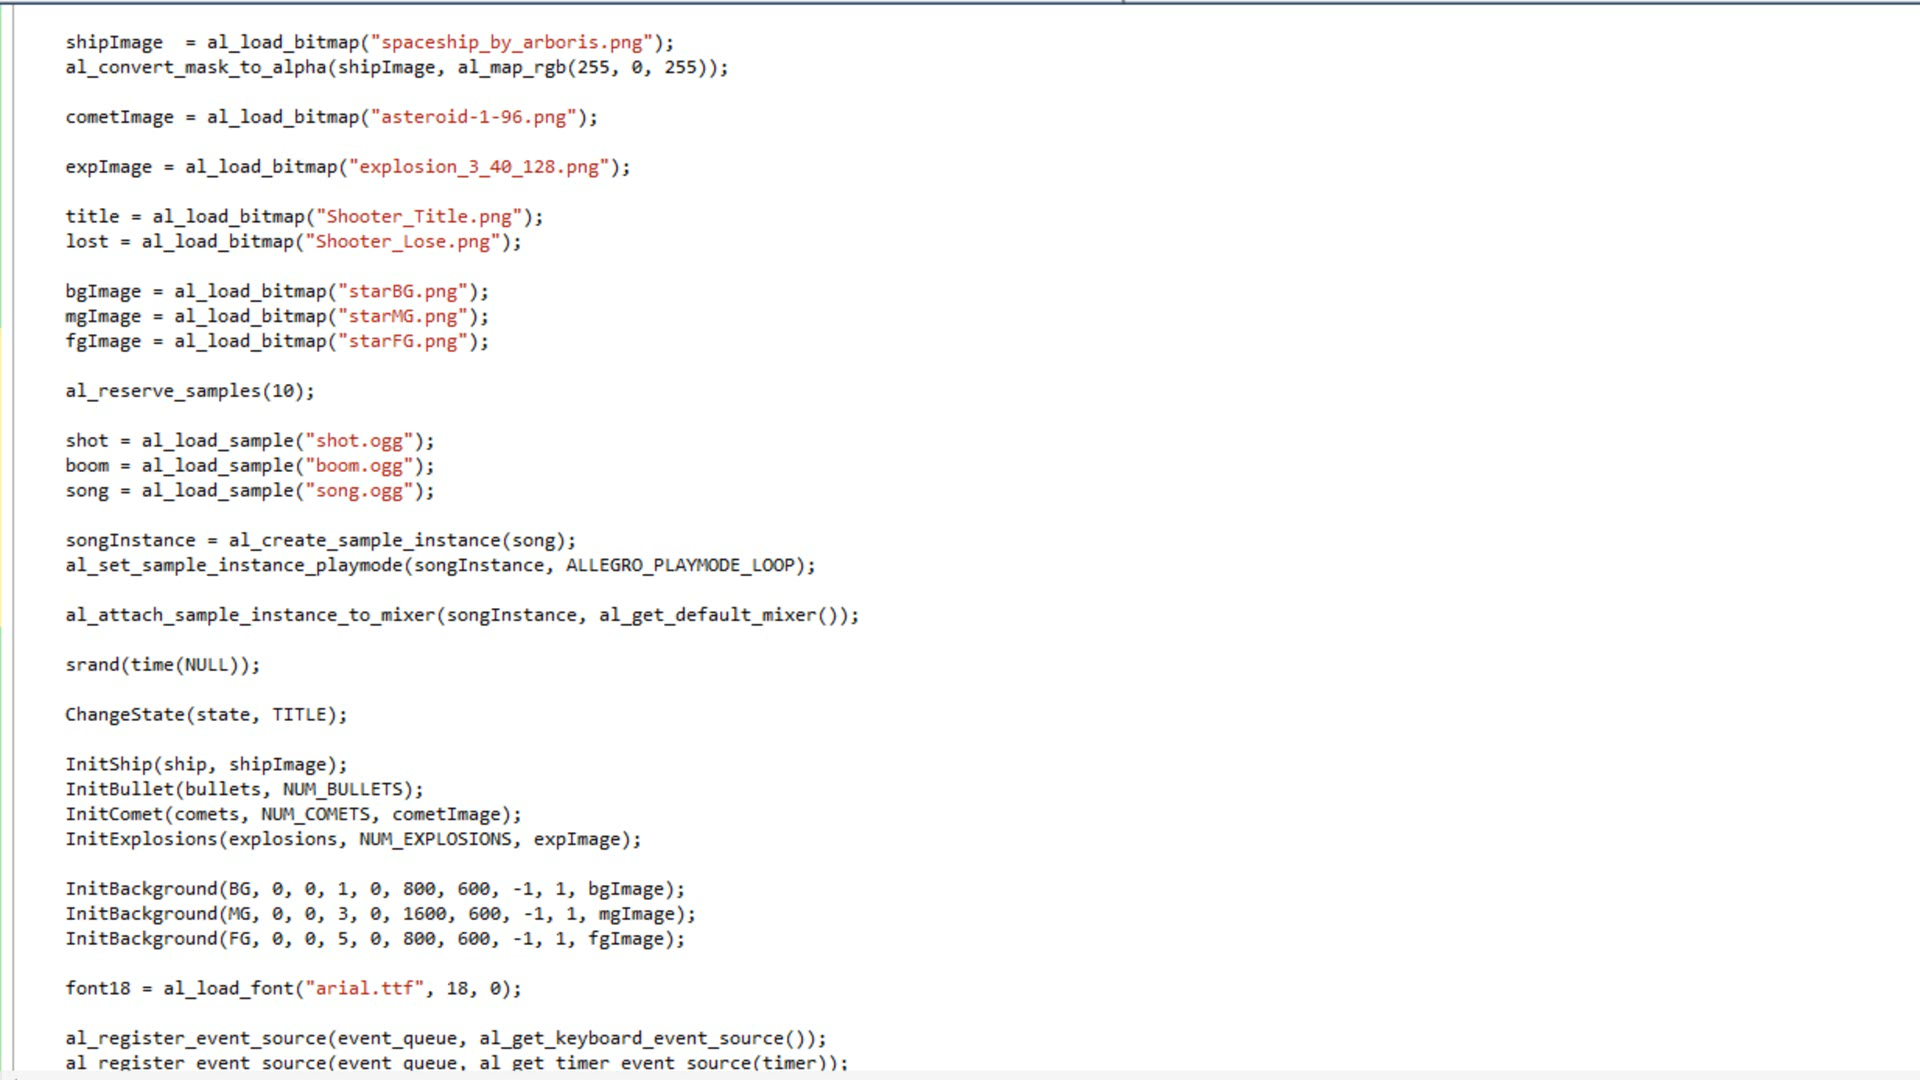 shipImage  = al_load_bitmap("spaceship_by_arboris.png");
al_convert_mask_to_alpha(shipImage, al_map_rgb(255, 0, 255));
cometImage = al_load_bitmap("asteroid-1-96.png");
expImage = al_load_bitmap("explosion_3_40_128.png");
title = al_load_bitmap("Shooter_Title.png");
lost = al_load_bitmap("Shooter_Lose.png");
bgImage = al_load_bitmap("starBG.png");
mgImage = al_load_bitmap("starMG.png");
fgImage = al_load_bitmap("starFG.png");
al_reserve_samples(10);
shot = al_load_sample("shot.ogg");
boom = al_load_sample("boom.ogg");
song = al_load_sample("song.ogg");
songInstance = al_create_sample_instance(song);
al_set_sample_instance_playmode(songInstance, ALLEGRO_PLAYMODE_LOOP);
al_attach_sample_instance_to_mixer(songInstance, al_get_default_mixer());
srand(time(NULL));
ChangeState(state, TITLE);
InitShip(ship, shipImage);
InitBullet(bullets, NUM_BULLETS);
InitComet(comets, NUM_COMETS, cometImage);
InitExplosions(explosions, NUM_EXPLOSIONS, expImage);
InitBackground(BG, 0, 0, 1, 0, 800, 600, -1, 1, bgImage);
InitBackground(MG, 0, 0, 3, 0, 1600, 600, -1, 1, mgImage);
InitBackground(FG, 0, 0, 5, 0, 800, 600, -1, 1, fgImage);
font18 = al_load_font("arial.ttf", 18, 0);
al_register_event_source(event_queue, al_get_keyboard_event_source());
al_register_event_source(event_queue, al_get_timer_event_source(timer));